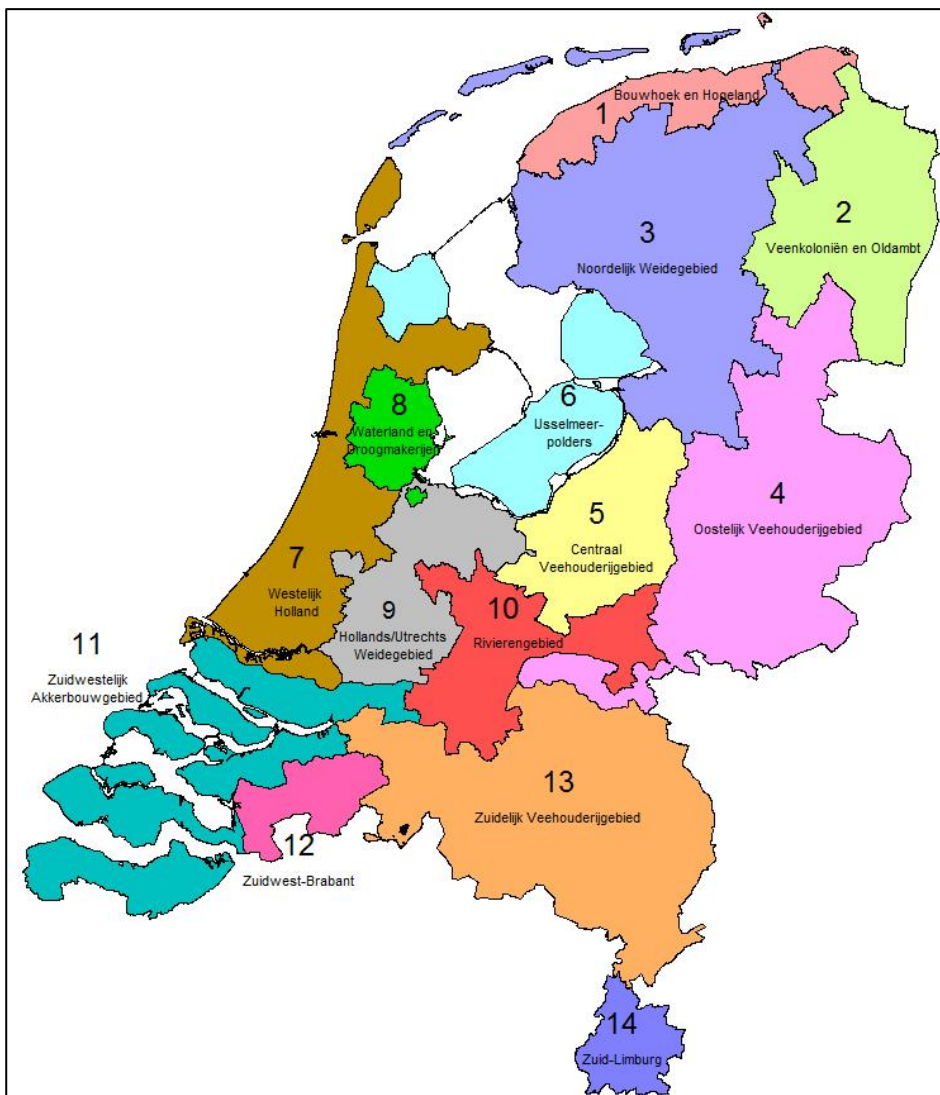 1
Bouwhoek en Hogeland
2
Veenkoloniën en Oldambt
3
Noordelijk Weidegebied
4
Oostelijk Veehouderijgebied
5
Centraal
Veehouderijgebied
6
IJsselmeer-
polders
7
Westelijk
Holland
8
Waterland en
Droogmakerijen
9
Hollands/Utrechts
Weidegebied
10
Rivierengebied
11
Zuidwestelijk
Akkerbouwgebied
12
Zuidwest-Brabant
13
Zuidelijk Veehouderijgebied
14
Zuid-Limburg